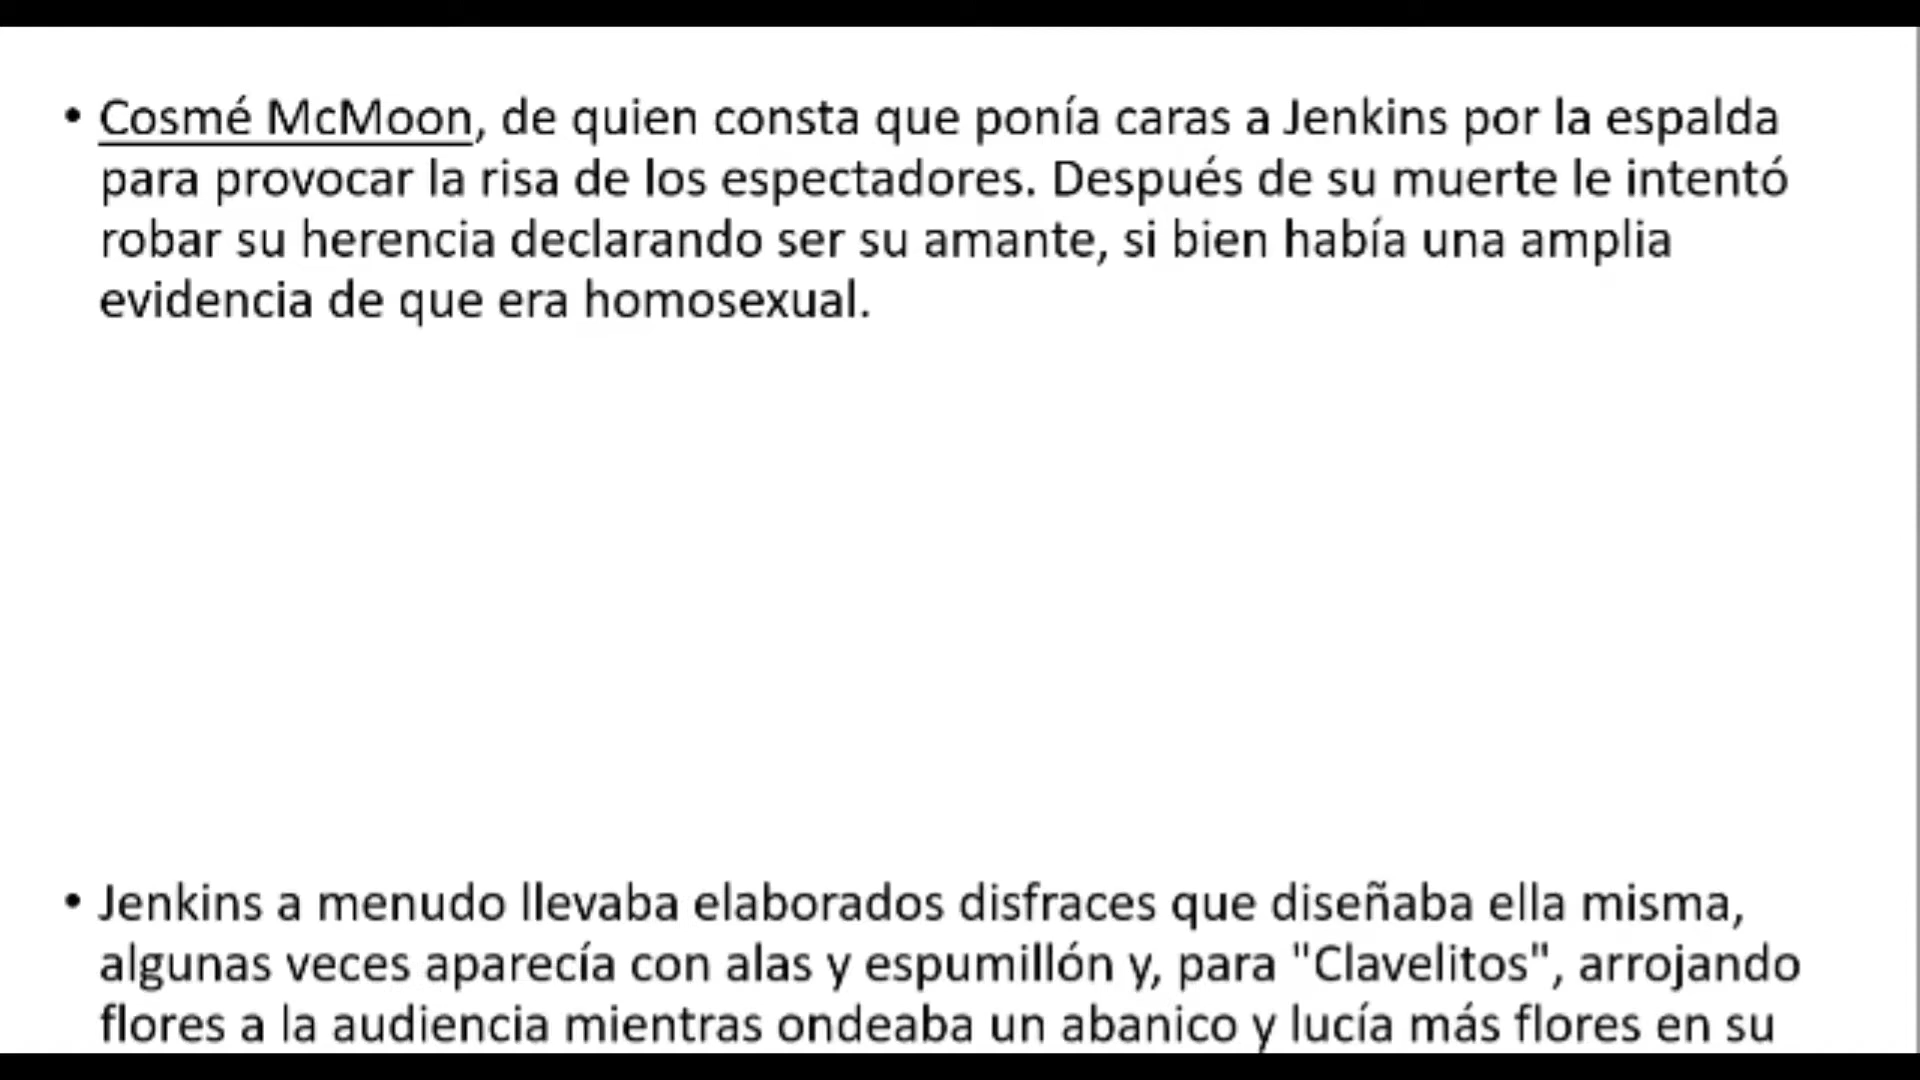 • Cosmé McMoon, de quien consta que ponía caras a Jenkins por la espalda
para provocar la risa de los espectadores. Después de su muerte le intentó
robar su herencia declarando ser su amante, si bien había una amplia
evidencia de que era homosexual.
• Jenkins a menudo llevaba elaborados disfraces que diseñaba ella misma,
algunas veces aparecía con alas y espumillón y, para "Clavelitos", arrojando
flores a la audiencia mientras ondeaba un abanico y lucía más flores en su